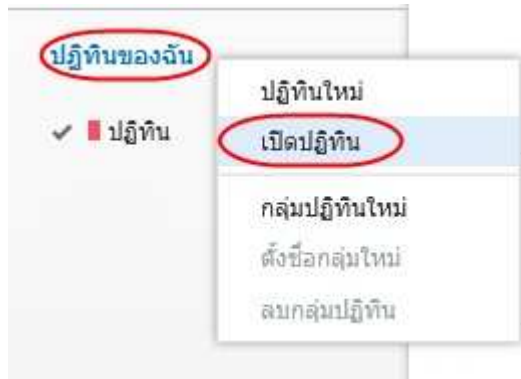 ปฏิทินของฉัน
ปฏิทิน
ปฏิทินใหม่
เปิดปฏิทิน
กลุ่มปฏิทินใหม่
ตั้งชื่อกลุ่มใหม่
ลบกลุ่มปฏิทิน